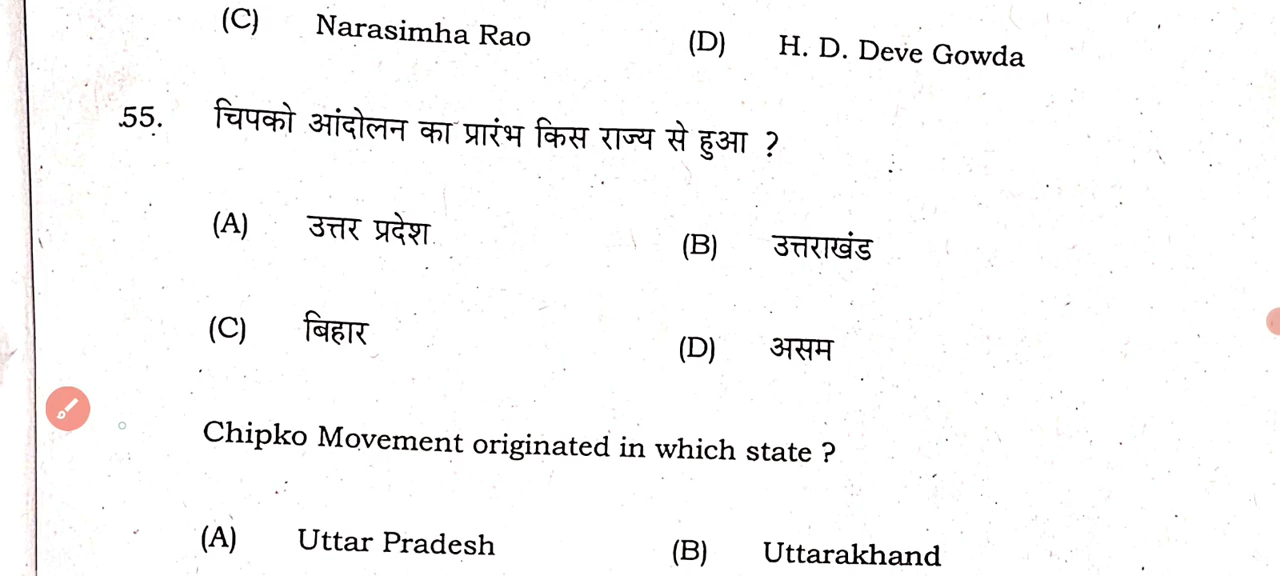 (C) Narasimha Rao (D) H. D. Deve Gowda
55. चिपको आंदोलन का प्रारंभ किस राज्य से हुआ ?
(A) उत्तर प्रदेश (B) उत्तराखंड
(C) बिहार (D) असम
Chipko Movement originated in which state ?
(A) Uttar Pradesh (B) Uttarakhand